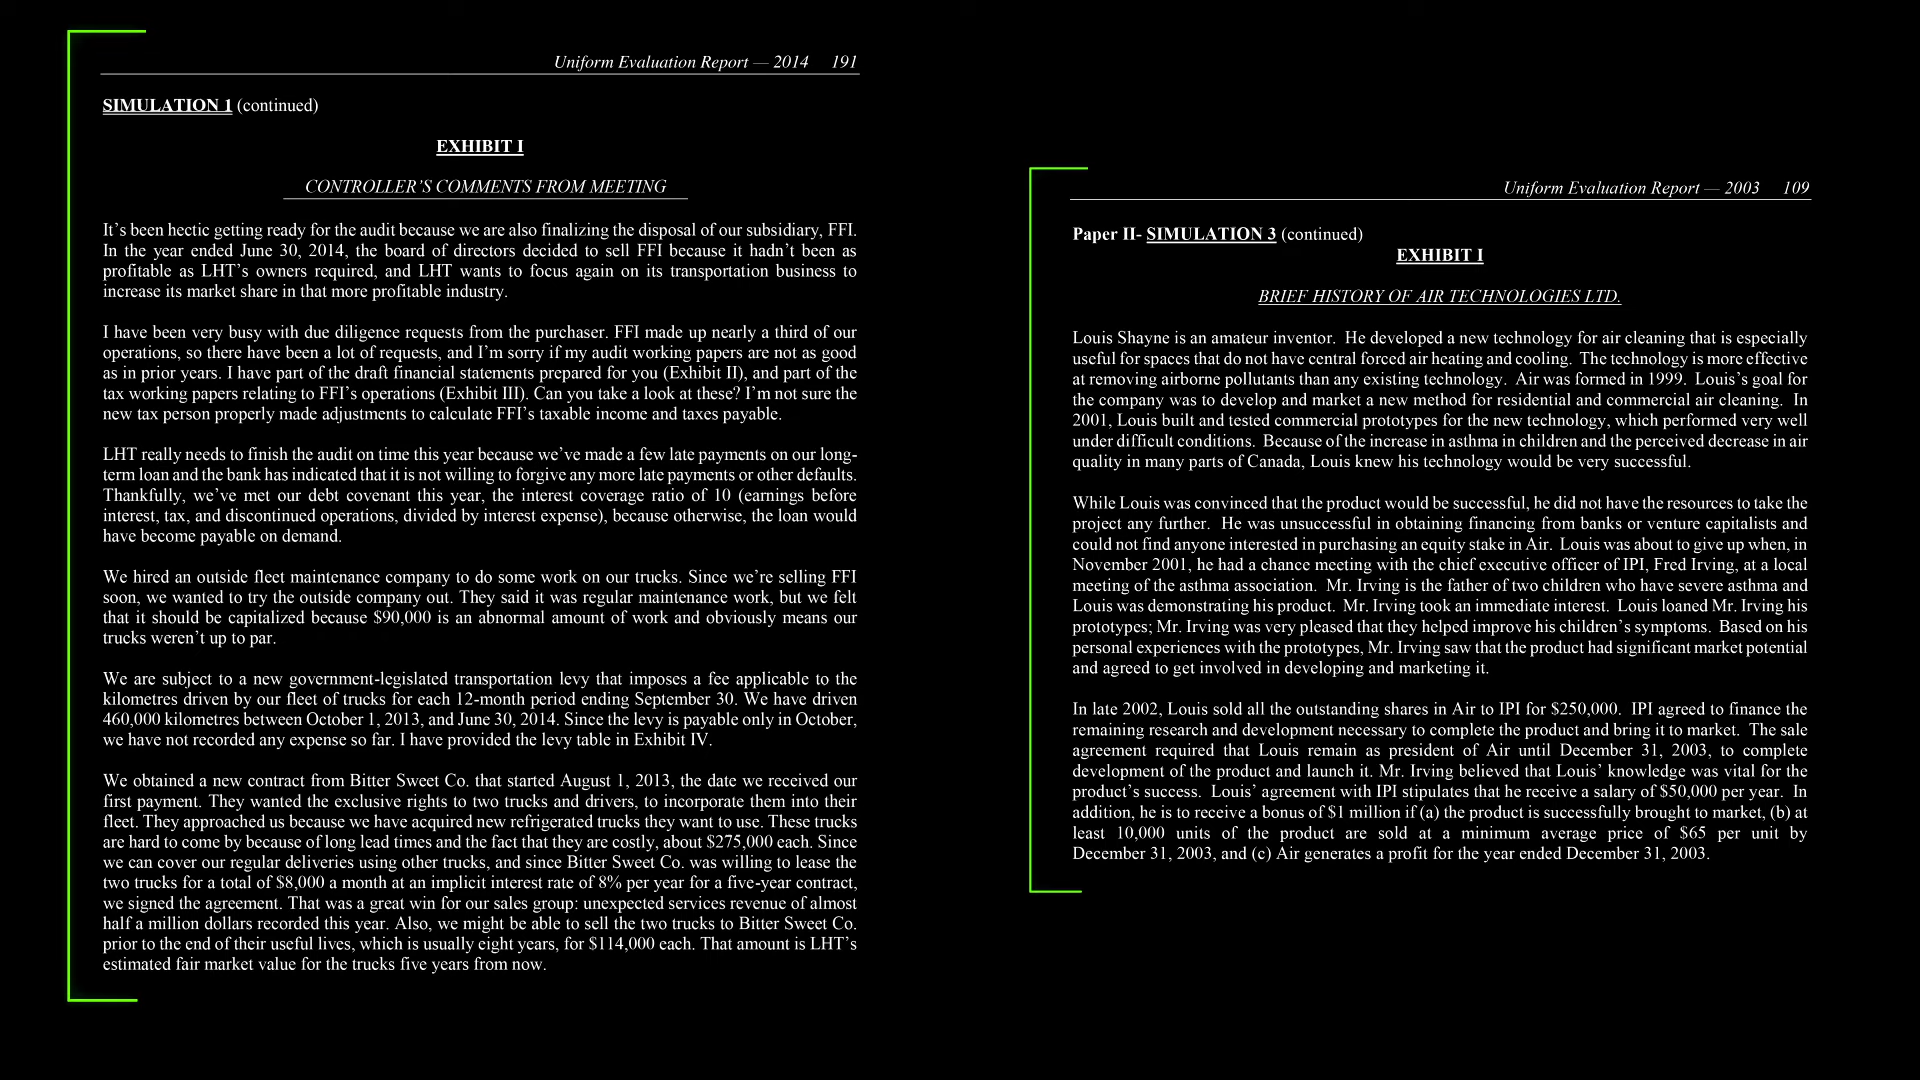 Uniform Evaluation Report — 2014 191
SIMULATION 1 (continued)
EXHIBIT I
CONTROLLER’S COMMENTS FROM MEETING
It’s been hectic getting ready for the audit because we are also finalizing the disposal of our subsidiary, FFI.
In the year ended June 30, 2014, the board of directors decided to sell FFI because it hadn’t been as
profitable as LHT’s owners required, and LHT wants to focus again on its transportation business to
increase its market share in that more profitable industry.
I have been very busy with due diligence requests from the purchaser. FFI made up nearly a third of our
operations, so there have been a lot of requests, and I’m sorry if my audit working papers are not as good
as in prior years. I have part of the draft financial statements prepared for you (Exhibit II), and part of the
tax working papers relating to FFI’s operations (Exhibit III). Can you take a look at these? I’m not sure the
new tax person properly made adjustments to calculate FFI’s taxable income and taxes payable.
LHT really needs to finish the audit on time this year because we’ve made a few late payments on our long-
term loan and the bank has indicated that it is not willing to forgive any more late payments or other defaults.
Thankfully, we’ve met our debt covenant this year, the interest coverage ratio of 10 (earnings before
interest, tax, and discontinued operations, divided by interest expense), because otherwise, the loan would
have become payable on demand.
We hired an outside fleet maintenance company to do some work on our trucks. Since we’re selling FFI
soon, we wanted to try the outside company out. They said it was regular maintenance work, but we felt
that it should be capitalized because $90,000 is an abnormal amount of work and obviously means our
trucks weren’t up to par.
We are subject to a new government-legislated transportation levy that imposes a fee applicable to the
kilometres driven by our fleet of trucks for each 12-month period ending September 30. We have driven
460,000 kilometres between October 1, 2013, and June 30, 2014. Since the levy is payable only in October,
we have not recorded any expense so far. I have provided the levy table in Exhibit IV.
We obtained a new contract from Bitter Sweet Co. that started August 1, 2013, the date we received our
first payment. They wanted the exclusive rights to two trucks and drivers, to incorporate them into their
fleet. They approached us because we have acquired new refrigerated trucks they want to use. These trucks
are hard to come by because of long lead times and the fact that they are costly, about $275,000 each. Since
we can cover our regular deliveries using other trucks, and since Bitter Sweet Co. was willing to lease the
two trucks for a total of $8,000 a month at an implicit interest rate of 8% per year for a five-year contract,
we signed the agreement. That was a great win for our sales group: unexpected services revenue of almost
half a million dollars recorded this year. Also, we might be able to sell the two trucks to Bitter Sweet Co.
prior to the end of their useful lives, which is usually eight years, for $114,000 each. That amount is LHT’s
estimated fair market value for the trucks five years from now.
Uniform Evaluation Report — 2003 109
Paper II- SIMULATION 3 (continued)
EXHIBIT I
BRIEF HISTORY OF AIR TECHNOLOGIES LTD.
Louis Shayne is an amateur inventor. He developed a new technology for air cleaning that is especially
useful for spaces that do not have central forced air heating and cooling. The technology is more effective
at removing airborne pollutants than any existing technology. Air was formed in 1999. Louis’s goal for
the company was to develop and market a new method for residential and commercial air cleaning. In
2001, Louis built and tested commercial prototypes for the new technology, which performed very well
under difficult conditions. Because of the increase in asthma in children and the perceived decrease in air
quality in many parts of Canada, Louis knew his technology would be very successful.
While Louis was convinced that the product would be successful, he did not have the resources to take the
project any further. He was unsuccessful in obtaining financing from banks or venture capitalists and
could not find anyone interested in purchasing an equity stake in Air. Louis was about to give up when, in
November 2001, he had a chance meeting with the chief executive officer of IPI, Fred Irving, at a local
meeting of the asthma association. Mr. Irving is the father of two children who have severe asthma and
Louis was demonstrating his product. Mr. Irving took an immediate interest. Louis loaned Mr. Irving his
prototypes; Mr. Irving was very pleased that they helped improve his children’s symptoms. Based on his
personal experiences with the prototypes, Mr. Irving saw that the product had significant market potential
and agreed to get involved in developing and marketing it.
In late 2002, Louis sold all the outstanding shares in Air to IPI for $250,000. IPI agreed to finance the
remaining research and development necessary to complete the product and bring it to market. The sale
agreement required that Louis remain as president of Air until December 31, 2003, to complete
development of the product and launch it. Mr. Irving believed that Louis’ knowledge was vital for the
product’s success. Louis’ agreement with IPI stipulates that he receive a salary of $50,000 per year. In
addition, he is to receive a bonus of $1 million if (a) the product is successfully brought to market, (b) at
least 10,000 units of the product are sold at a minimum average price of $65 per unit by
December 31, 2003, and (c) Air generates a profit for the year ended December 31, 2003.